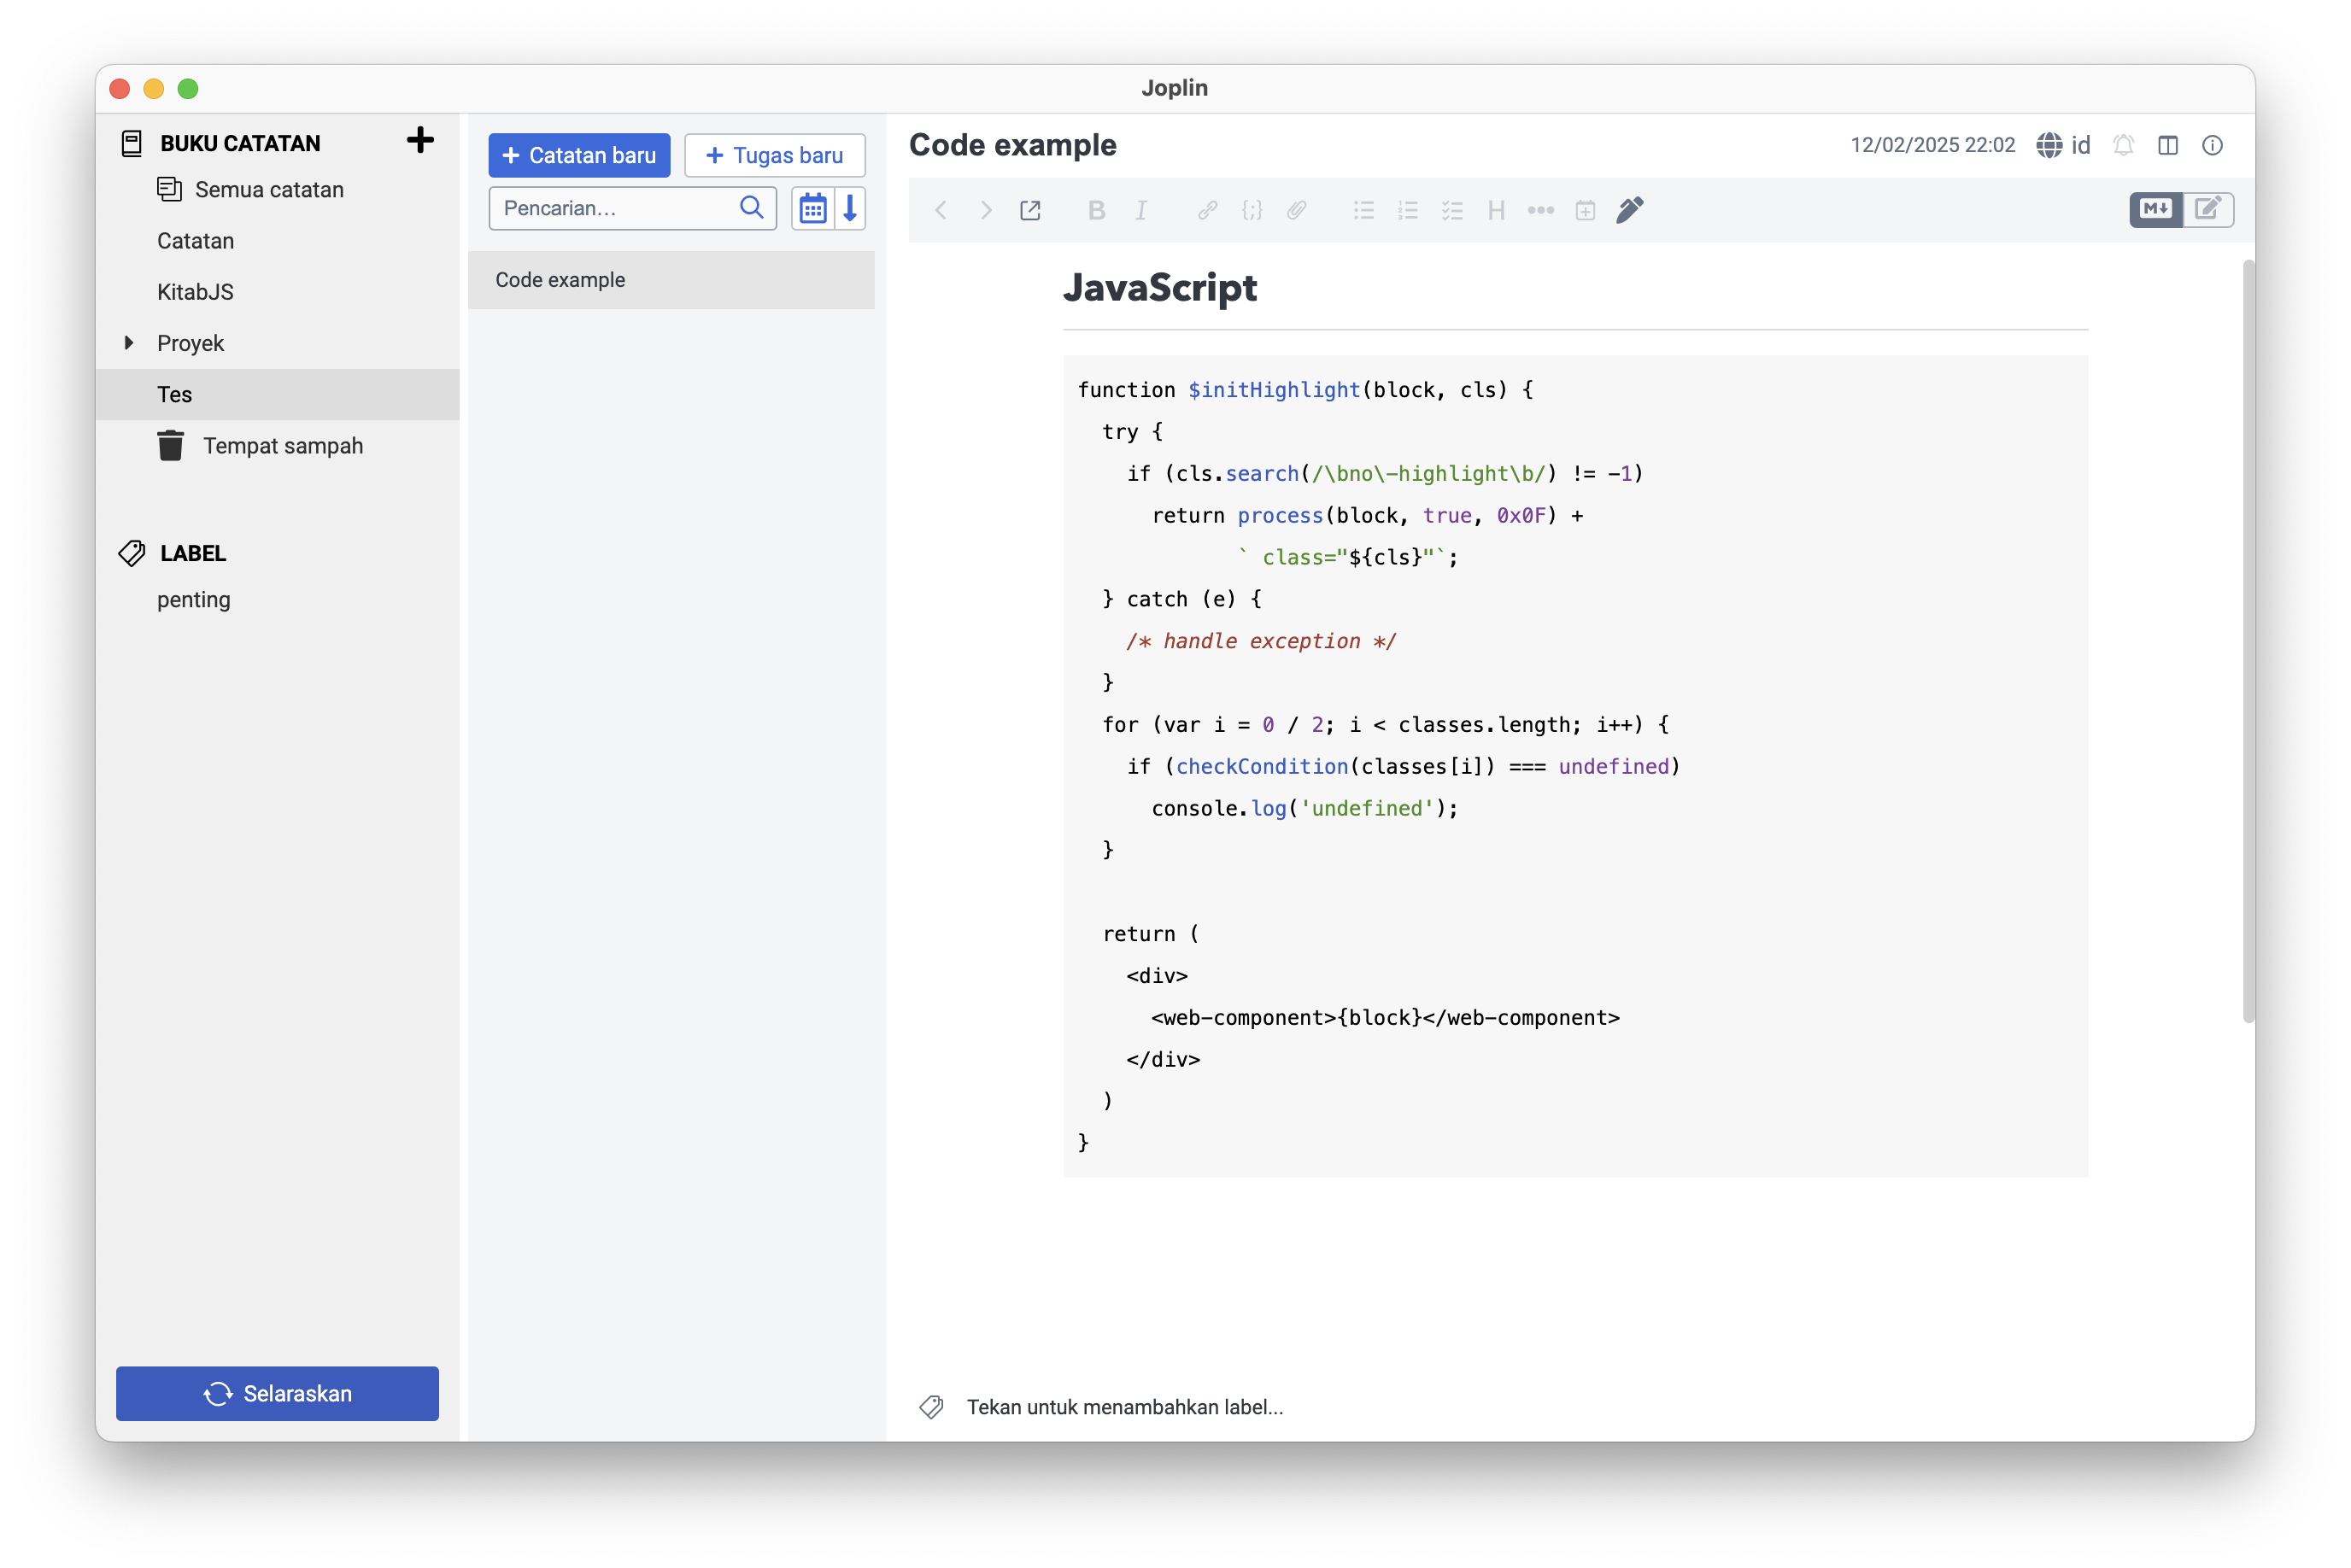 Joplin
BUKU CATATAN
Semua catatan
Catatan
KitabJS
Proyek
Tes
Tempat sampah
LABEL
penting
Selaraskan
+ Catatan baru
+ Tugas baru
Pencarian...
Code example
Code example
12/02/2025 22:02
id
B I
H
M↓
JavaScript
function $initHighlight(block, cls) {
  try {
    if (cls.search(/\bno\-highlight\b/) != -1)
      return process(block, true, 0x0F) +
             ` class="${cls}"`;
  } catch (e) {
    /* handle exception */
  }
  for (var i = 0 / 2; i < classes.length; i++) {
    if (checkCondition(classes[i]) === undefined)
      console.log('undefined');
  }

  return (
    <div>
      <web-component>{block}</web-component>
    </div>
  )
}
Tekan untuk menambahkan label...